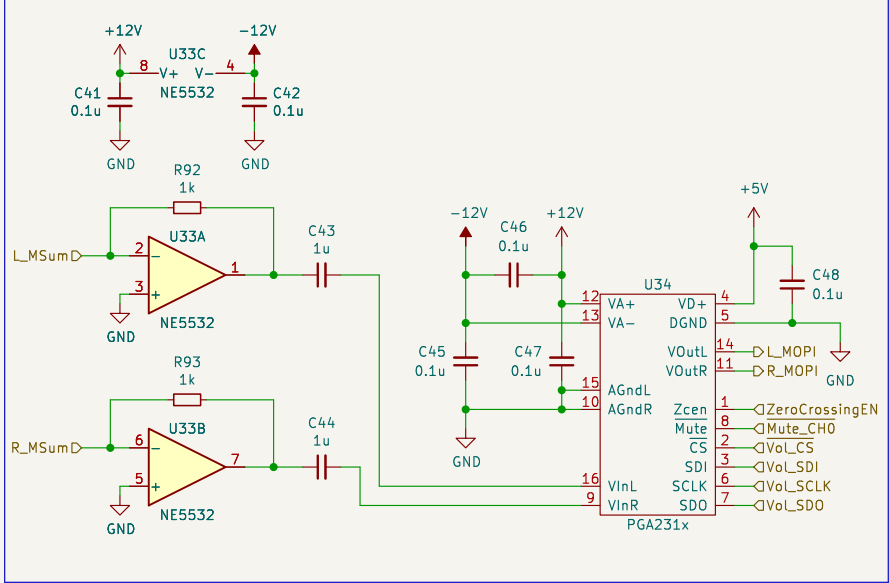 +12V
-12V
U33C
8
V+
V-
4
NE5532
C41
0.1u
C42
0.1u
GND
GND
R92
1k
L_MSum
2
U33A
1
3
GND
NE5532
C43
1u
R93
1k
R_MSum
6
U33B
7
5
GND
NE5532
C44
1u
-12V
C46
0.1u
+12V
C45
0.1u
C47
0.1u
GND
+5V
C48
0.1u
GND
U34
12 VA+ VD+ 4
13 VA- DGND 5
VOutL 14 L_MOPI
VOutR 11 R_MOPI
15 AGndL
10 AGndR Zcen 1 ZeroCrossingEN
Mute 8 Mute_CH0
CS 2 Vol_CS
SDI 3 Vol_SDI
16 VInL SCLK 6 Vol_SCLK
9 VInR SDO 7 Vol_SDO
PGA231x